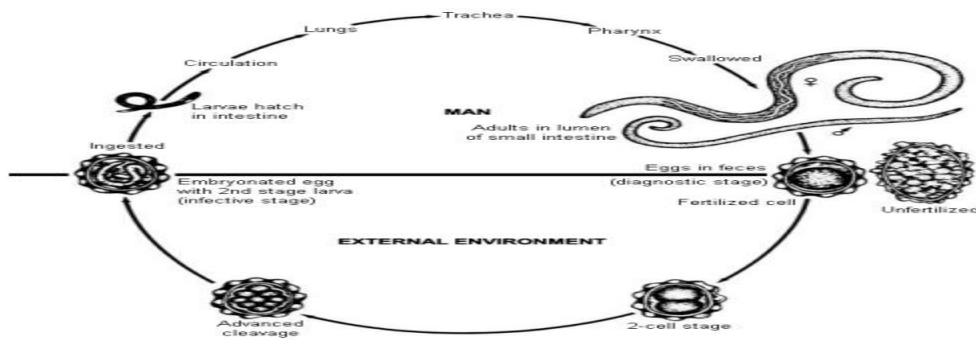 Trachea
Lungs
Pharynx
Circulation
Swallowed
Larvae hatch
in intestine
MAN
Adults in lumen
of small intestine
♀
♂
Ingested
Embryonated egg
with 2nd stage larva
(infective stage)
Eggs in feces
(diagnostic stage)
Fertilized cell
Unfertilized
EXTERNAL ENVIRONMENT
Advanced
cleavage
2-cell stage